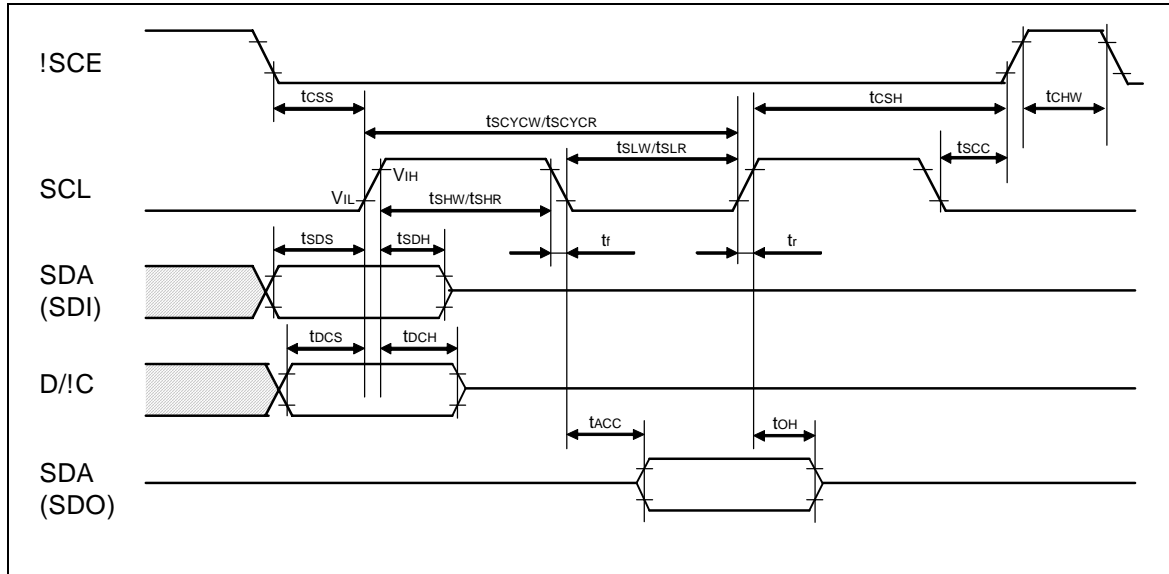 !SCE
tCSS
tCSH
tCHW
tSCYCW/tSCYCR
tSLW/tSLR
tSCC
SCL
VIL
VIH
tSHW/tSHR
tSDS
tSDH
tf
tr
SDA
(SDI)
tDCS
tDCH
D/!C
tACC
tOH
SDA
(SDO)